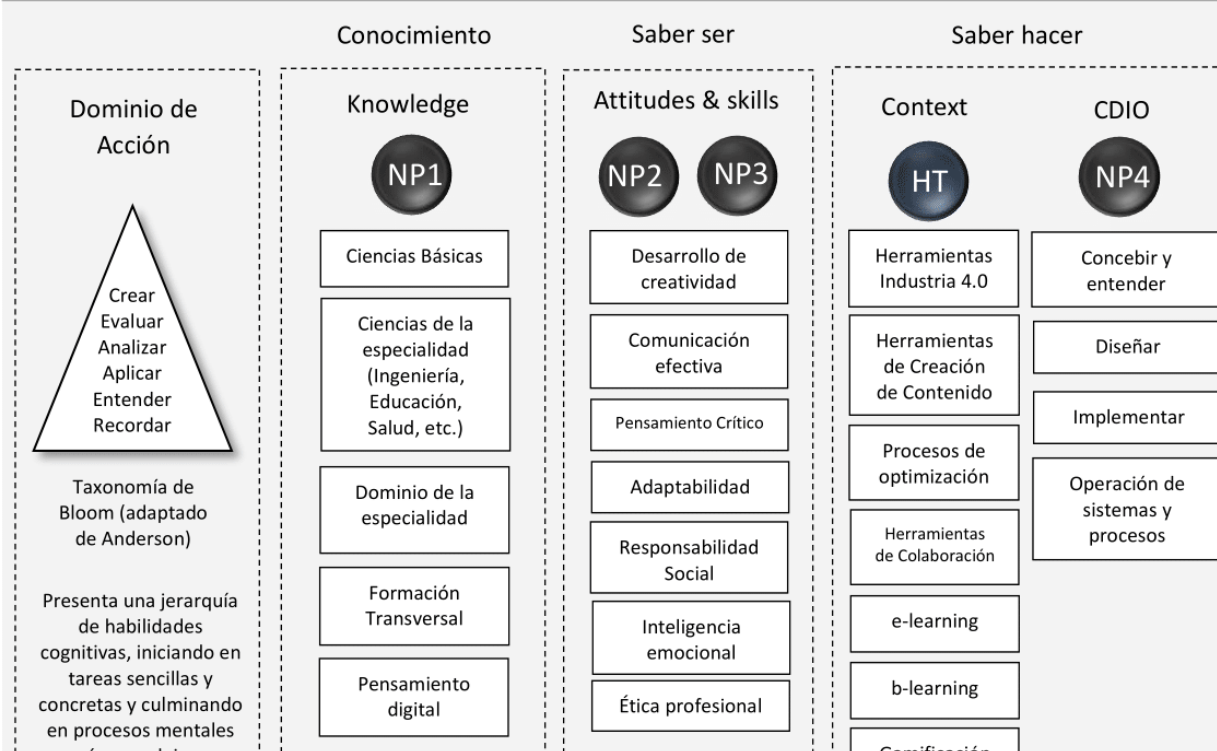 Conocimiento
Saber ser
Saber hacer
Dominio de
Acción
Crear
Evaluar
Analizar
Aplicar
Entender
Recordar
Taxonomía de
Bloom (adaptado
de Anderson)
Presenta una jerarquía
de habilidades
cognitivas, iniciando en
tareas sencillas y
concretas y culminando
en procesos mentales
Knowledge
NP1
Ciencias Básicas
Ciencias de la
especialidad
(Ingeniería,
Educación,
Salud, etc.)
Dominio de la
especialidad
Formación
Transversal
Pensamiento
digital
Attitudes & skills
NP2
NP3
Desarrollo de
creatividad
Comunicación
efectiva
Pensamiento Crítico
Adaptabilidad
Responsabilidad
Social
Inteligencia
emocional
Ética profesional
Context
HT
Herramientas
Industria 4.0
Herramientas
de Creación
de Contenido
Procesos de
optimización
Herramientas
de Colaboración
e-learning
b-learning
Gamificación
CDIO
NP4
Concebir y
entender
Diseñar
Implementar
Operación de
sistemas y
procesos